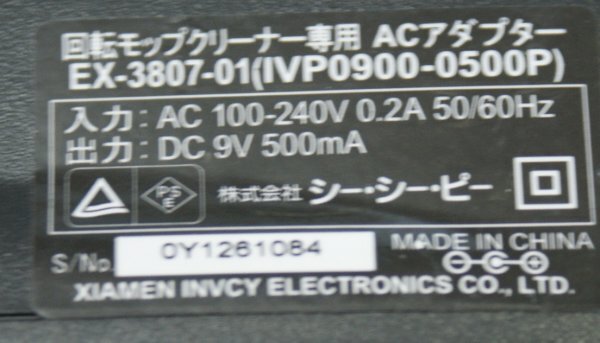 回転モップクリーナー専用 ACアダプター
EX-3807-01(IVP0900-0500P)
入力 : AC 100-240V 0.2A 50/60Hz
出力 : DC 9V 500mA
PSE 株式会社 シー・シー・ピー
S/No. 0Y1261084
MADE IN CHINA
XIAMEN INVCY ELECTRONICS CO., LTD.